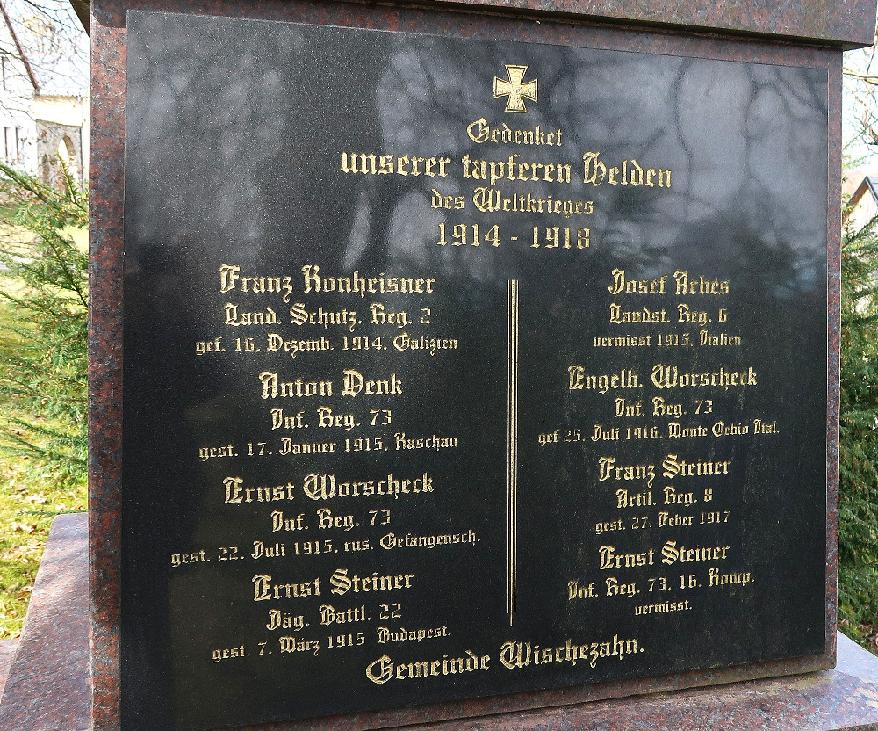 Gedenket
unserer tapferen Helden
des Weltkrieges
1914 - 1918
Franz Konheisner
Land. Schutz. Reg. 2
gef. 16. Dezemb. 1914. Galizien
Anton Denk
Inf. Reg. 73
gest. 17. Jänner 1915. Kaschau
Ernst Worscheck
Inf. Reg. 73
gest. 22. Juli 1915. rus. Gefangensch.
Ernst Steiner
Jäg. Battl. 22
gest 7. März 1915 Budapest.
Josef Arbes
Landst. Reg. 6
vermisst 1915. Italien
Engelh. Worscheck
Inf. Reg. 73
gef 25. Juli 1916. Monte Ital.
Franz Steiner
Artil. Reg. 8
gest. 27. Feber 1917
Ernst Steiner
Inf. Reg. 73. 16. Komp.
vermisst.
Gemeinde Wischezahn.